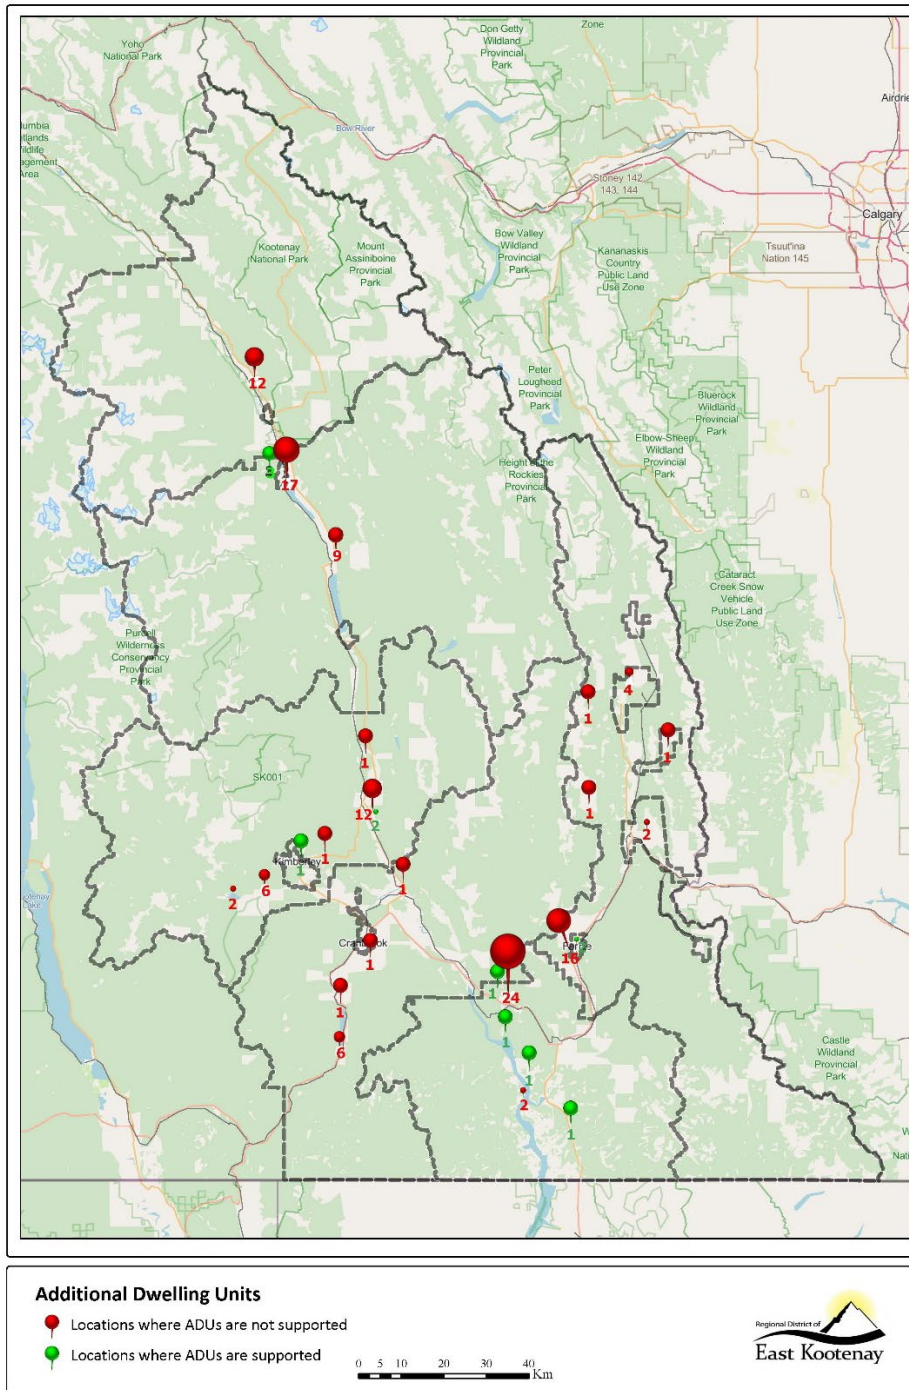 Yoho
National Park
Don Getty
Wildland
Provincial
Park
Zone
Airdrie
Bow River
Stoney 142
143, 144
Calgary
Tsuut'ina
Nation 145
Bow Valley
Wildland
Provincial
Park
Kananaskis
Country
Public Land
Use Zone
Kootenay
National Park
Mount
Assiniboine
Provincial
Park
12
Peter
Lougheed
Provincial
Park
Bluerock
Wildland
Provincial
Park
Elbow-Sheep
Wildland
Provincial
Park
3
17
Height of the
Rockies
Provincial
Park
9
Cataract
Creek Snow
Vehicle
Public Land
Use Zone
Purcell
Wilderness
Conservancy
Provincial
Park
4
1
1
1
SK001
1
12
2
2
1
Kimberley
1
6
2
1
Cranbrook
1
Fernie
16
1
24
1
1
6
1
2
1
Castle
Wildland
Provincial
Park
Additional Dwelling Units
Locations where ADUs are not supported
Locations where ADUs are supported
0 5 10 20 30 40
Km
Regional District of
East Kootenay